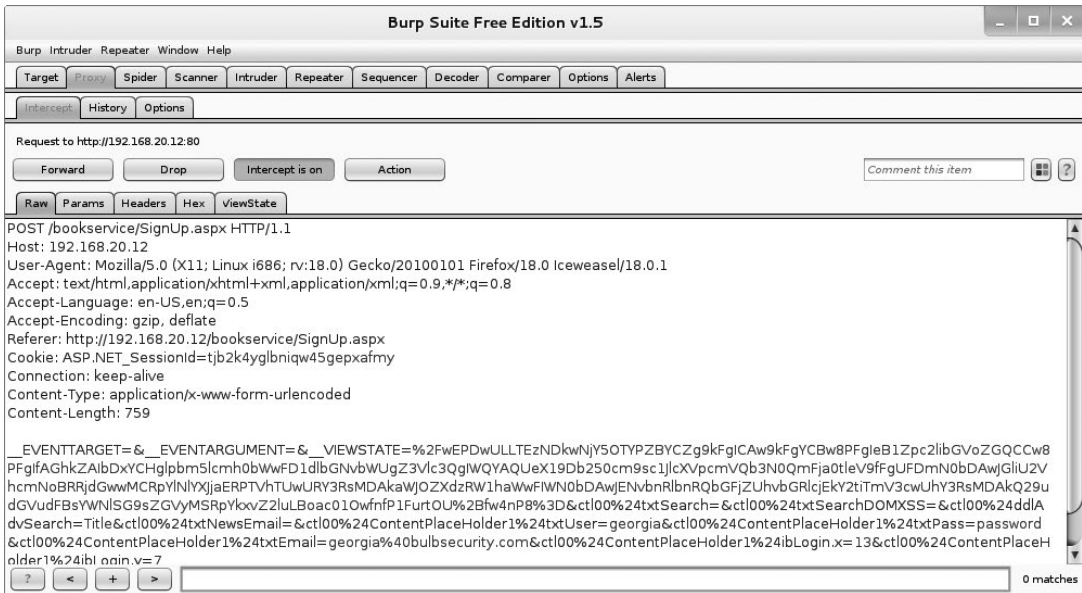 Burp Suite Free Edition v1.5
Burp Intruder Repeater Window Help
Target Proxy Spider Scanner Intruder Repeater Sequencer Decoder Comparer Options Alerts
Intercept History Options
Request to http://192.168.20.12:80
Forward Drop Intercept is on Action Comment this item ?
Raw Params Headers Hex ViewState
POST /bookservice/SignUp.aspx HTTP/1.1
Host: 192.168.20.12
User-Agent: Mozilla/5.0 (X11; Linux i686; rv:18.0) Gecko/20100101 Firefox/18.0 Iceweasel/18.0.1
Accept: text/html,application/xhtml+xml,application/xml;q=0.9,*/*;q=0.8
Accept-Language: en-US,en;q=0.5
Accept-Encoding: gzip, deflate
Referer: http://192.168.20.12/bookservice/SignUp.aspx
Cookie: ASP.NET_SessionId=tjb2k4yglbniqw45gepxafmy
Connection: keep-alive
Content-Type: application/x-www-form-urlencoded
Content-Length: 759
__EVENTTARGET=&__EVENTARGUMENT=&__VIEWSTATE=%2FwEPDwULLTEzNDkwNjY5OTYPZBYCZg9kFgICAw9kFgYCBw8PFgIeB1Zpc2libGVoZGQCCw8
PFgIfAGhkZAIbDxYCHglpbm5lcmh0bWwFD1dlbGNvbWUgZ3Vlc3QgIWQYAQUeX19Db250cm9sc1JlcXVpcmVQb3N0QmFja0tleV9fFgUFDmN0bDAwJGliU2V
hcmNoBRRjdGwwMCRpYlNlYXJjaERPTVhTUwURY3RsMDAkaWJOZXdzRW1haWwFIWN0bDAwJENvbnRlbnRQbGFjZUhvbGRlcjEkY2tiTmV3cwUhY3RsMDAkQ29u
dGVudFBsYWNlSG9sZGVyMSRpYkxvZ2luLBoac01OwfnfP1FurtOU%2Bfw4nP8%3D&ctl00%24txtSearch=&ctl00%24txtSearchDOMXSS=&ctl00%24ddlA
dvSearch=Title&ctl00%24txtNewsEmail=&ctl00%24ContentPlaceHolder1%24txtUser=georgia&ctl00%24ContentPlaceHolder1%24txtPass=password
&ctl00%24ContentPlaceHolder1%24txtEmail=georgia%40bulbsecurity.com&ctl00%24ContentPlaceHolder1%24ibLogin.x=13&ctl00%24ContentPlaceH
older1%24ibLogin.y=7
? < + > 0 matches